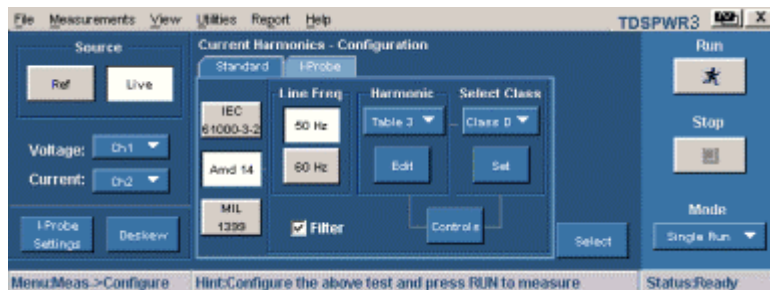 File Measurements View Utilities Report Help
TDSPWR3
X
Source
Ref Live
Voltage: Ch1
Current: Ch2
I-Probe Settings
Deskew
Current Harmonics - Configuration
Standard I-Probe
IEC 61000-3-2
Amd 14
MIL 1399
Line Freq
50 Hz
60 Hz
Filter
Harmonic
Table 3
Edit
Select Class
Class D
Set
Controls
Select
Run
Stop
Mode
Single Run
Menu:Meas->Configure
Hint:Configure the above test and press RUN to measure
Status:Ready